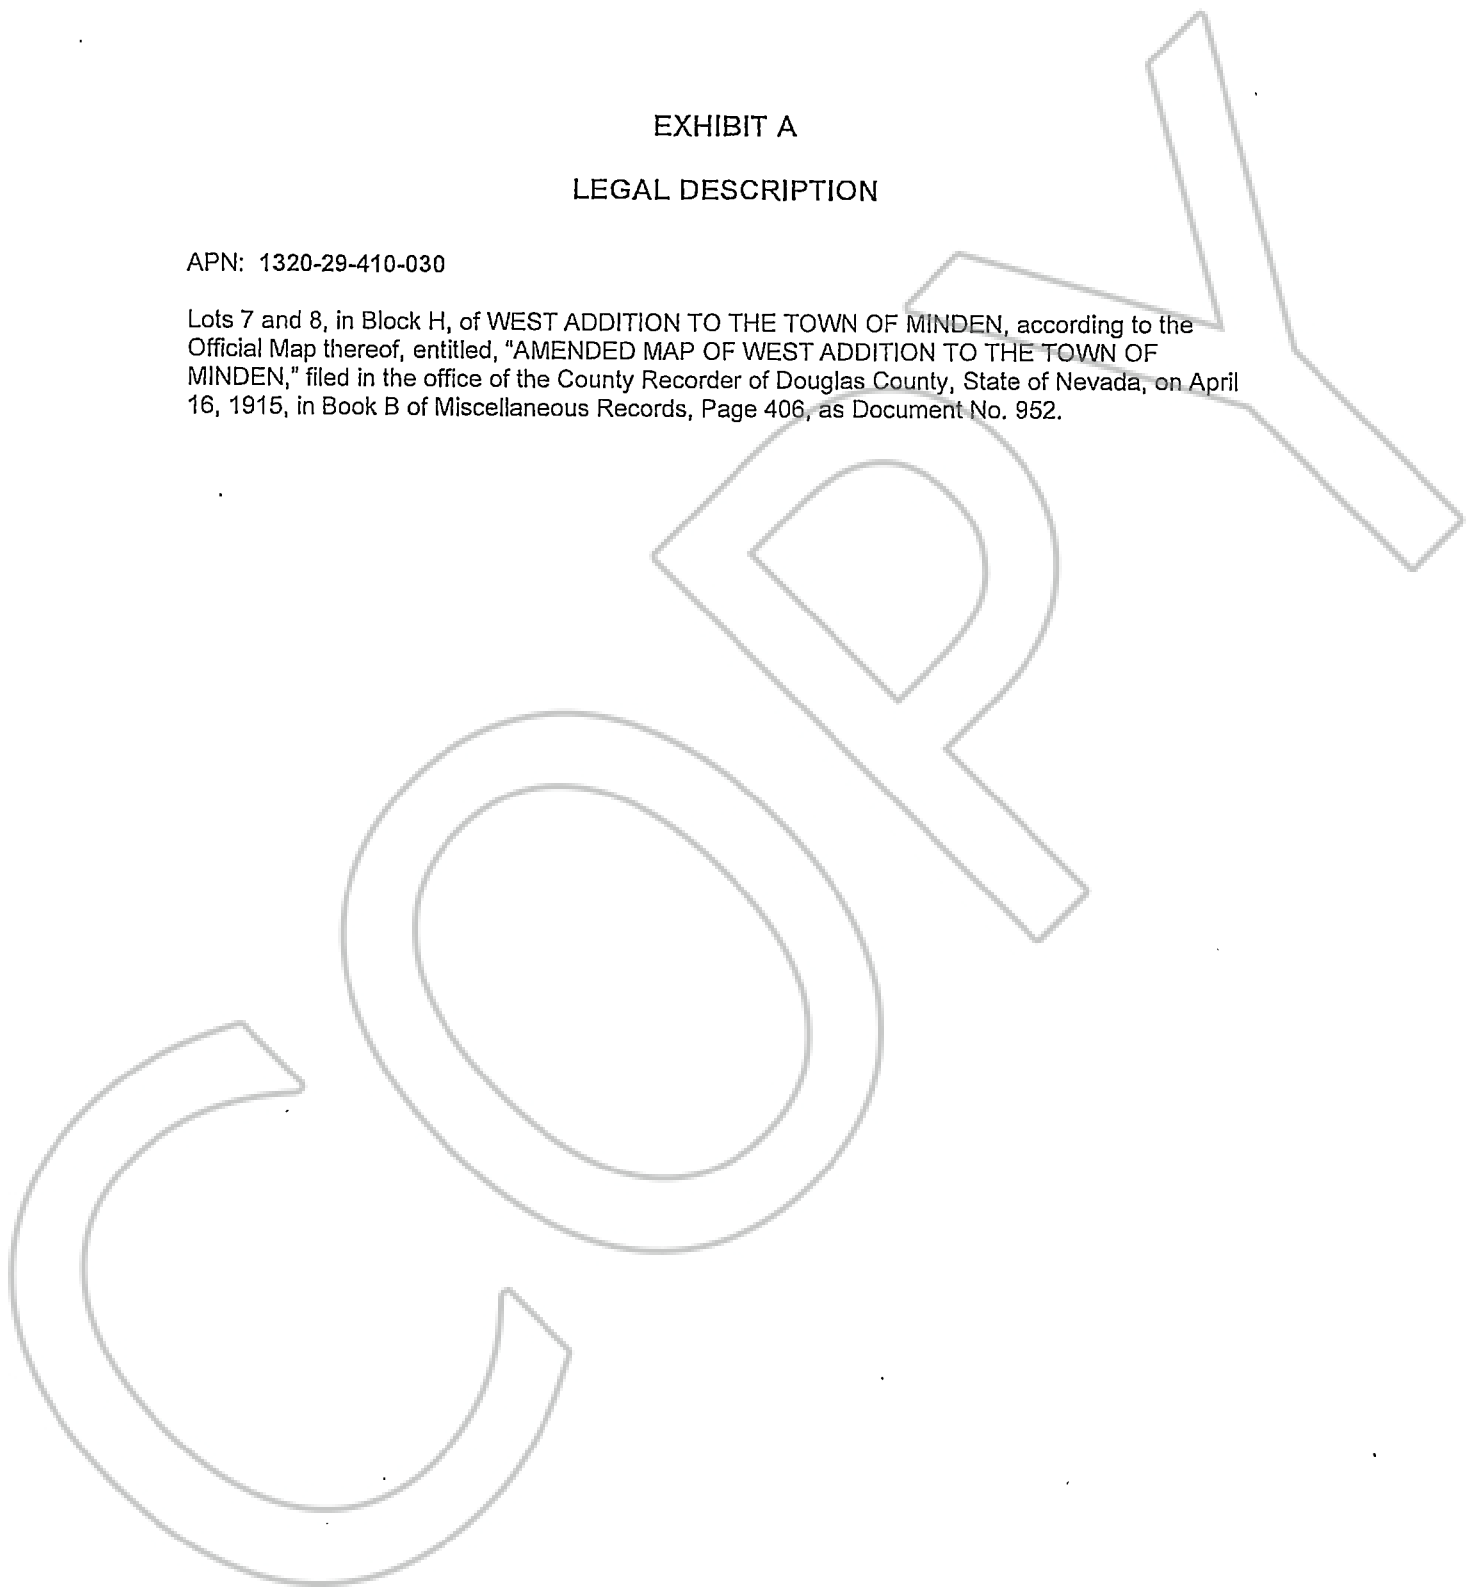 EXHIBIT A
LEGAL DESCRIPTION
APN: 1320-29-410-030
Lots 7 and 8, in Block H, of WEST ADDITION TO THE TOWN OF MINDEN, according to the
Official Map thereof, entitled, "AMENDED MAP OF WEST ADDITION TO THE TOWN OF
MINDEN," filed in the office of the County Recorder of Douglas County, State of Nevada, on April
16, 1915, in Book B of Miscellaneous Records, Page 406, as Document No. 952.
COPY